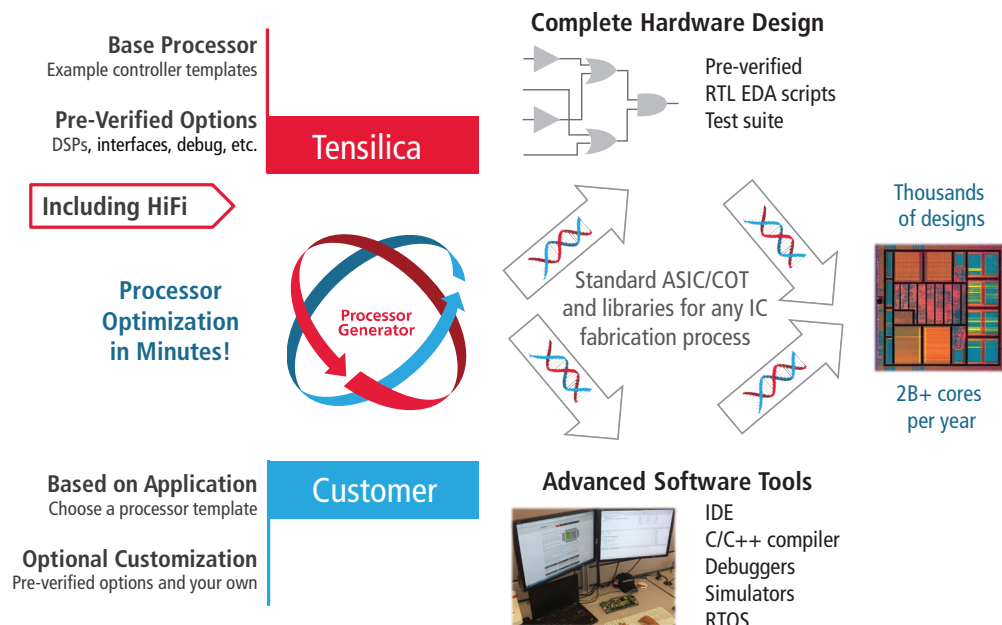 Base Processor
Example controller templates
Pre-Verified Options
DSPs, interfaces, debug, etc.
Tensilica
Including HiFi
Processor
Optimization
in Minutes!
Processor
Generator
Based on Application
Choose a processor template
Customer
Optional Customization
Pre-verified options and your own
Complete Hardware Design
Pre-verified
RTL EDA scripts
Test suite
Standard ASIC/COT
and libraries for any IC
fabrication process
Thousands
of designs
2B+ cores
per year
Advanced Software Tools
IDE
C/C++ compiler
Debuggers
Simulators
RTOS